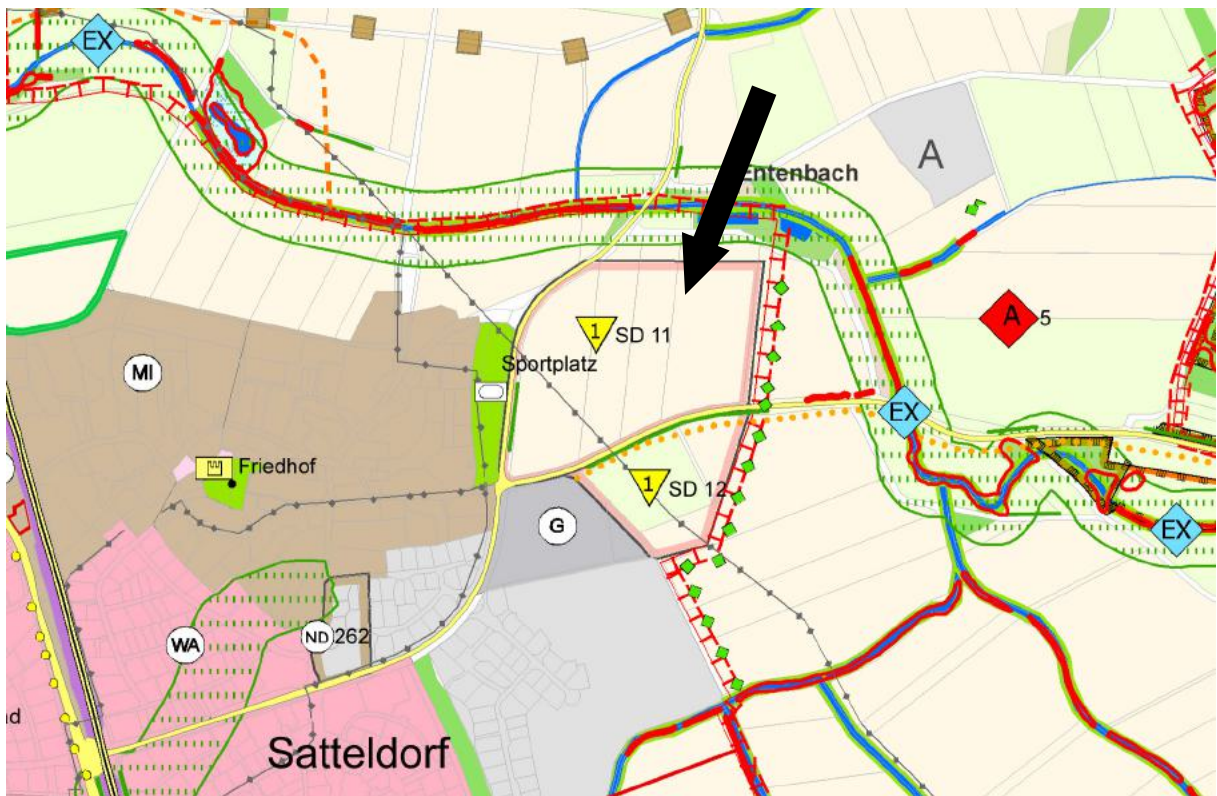 EX
A
Entenbach
A 5
1 SD 11
Sportplatz
MI
EX
Friedhof
1 SD 12
G
EX
WA
ND 262
Satteldorf